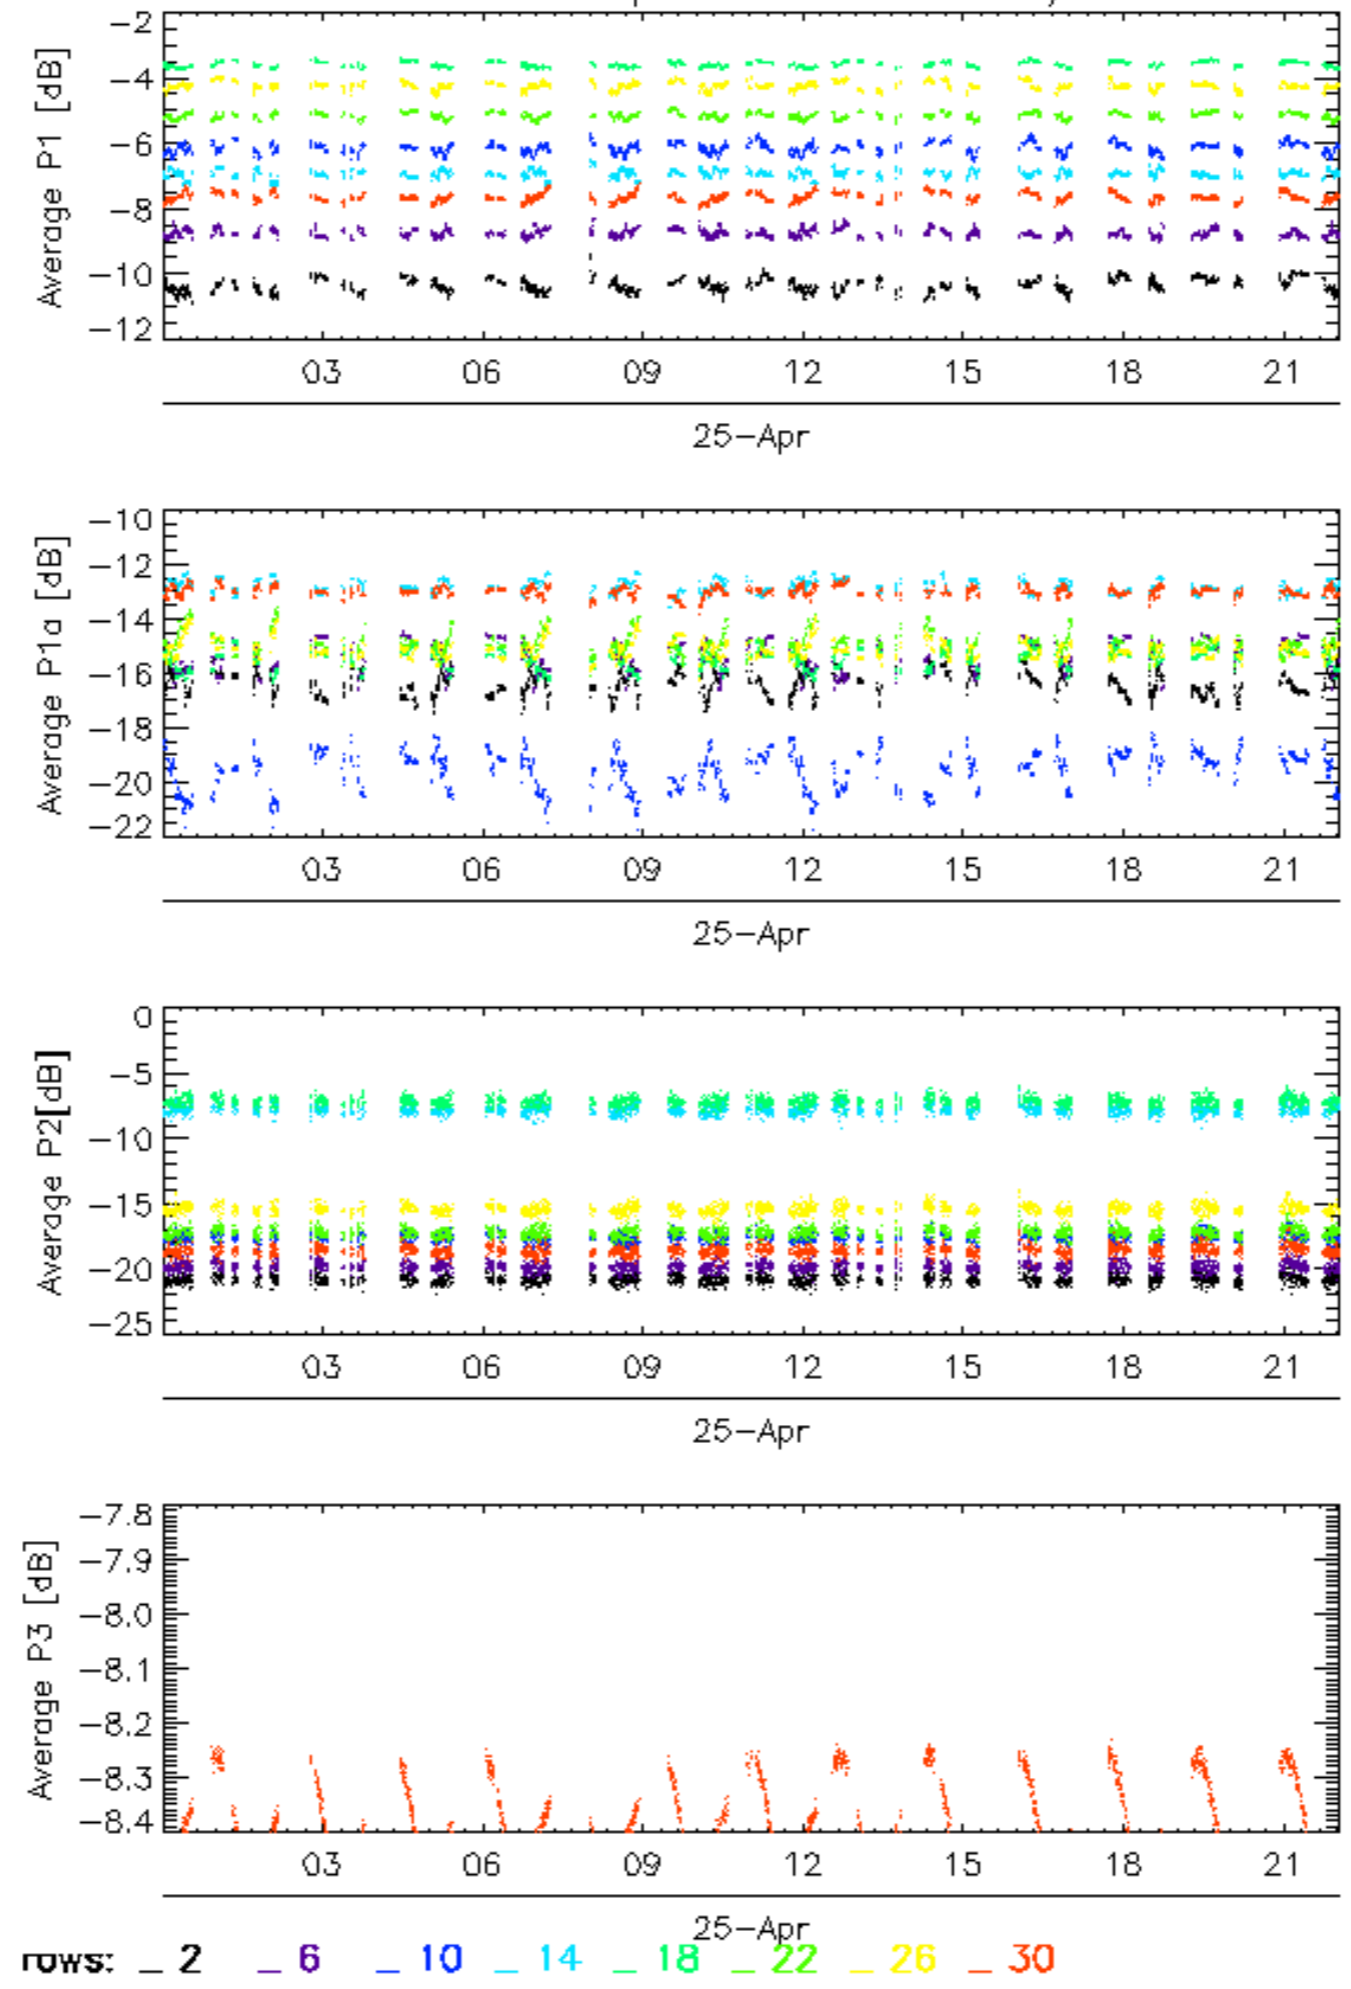 Average P1 [dB]
−2
−4
−6
−8
−10
−12
03 06 09 12 15 18 21
25−Apr
Average P1a [dB]
−10
−12
−14
−16
−18
−20
−22
03 06 09 12 15 18 21
25−Apr
Average P2[dB]
0
−5
−10
−15
−20
−25
03 06 09 12 15 18 21
25−Apr
Average P3 [dB]
−7.8
−7.9
−8.0
−8.1
−8.2
−8.3
−8.4
03 06 09 12 15 18 21
25−Apr
rows: _ 2 _ 6 _ 10 _ 14 _ 18 _ 22 _ 26 _ 30